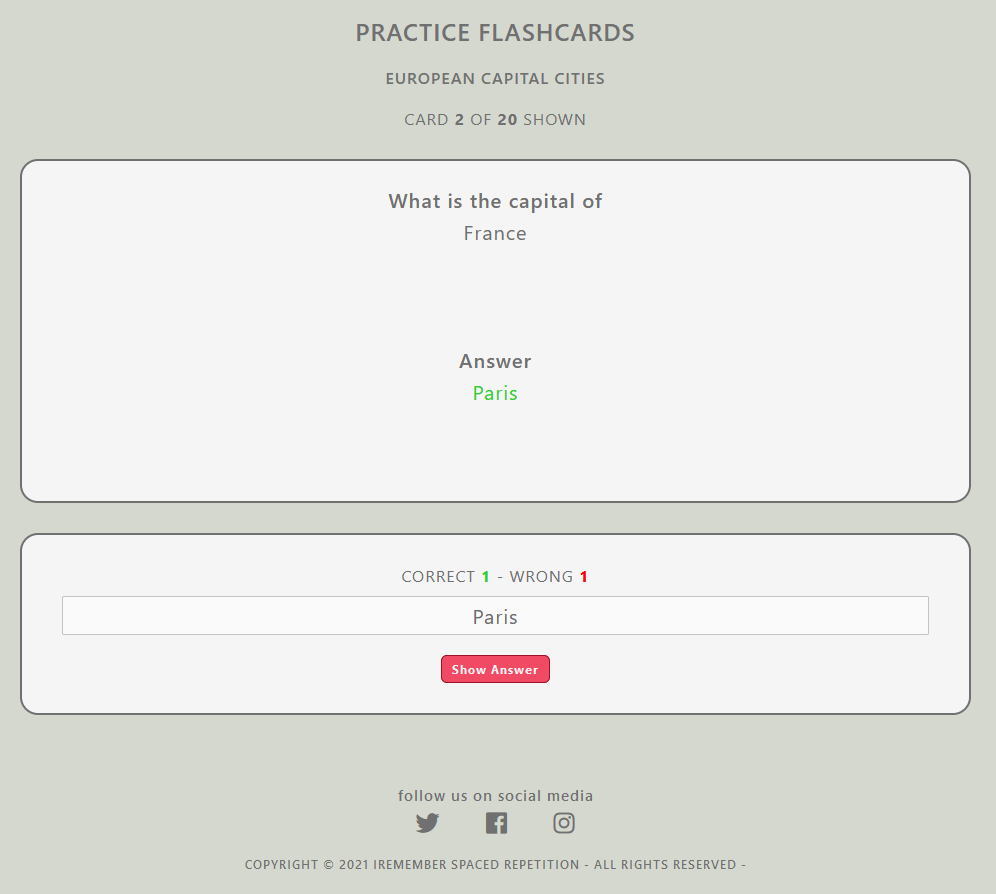 PRACTICE FLASHCARDS
EUROPEAN CAPITAL CITIES
CARD 2 OF 20 SHOWN
What is the capital of
France
Answer
Paris
CORRECT 1 - WRONG 1
Paris
Show Answer
follow us on social media
COPYRIGHT © 2021 IREMEMBER SPACED REPETITION - ALL RIGHTS RESERVED -